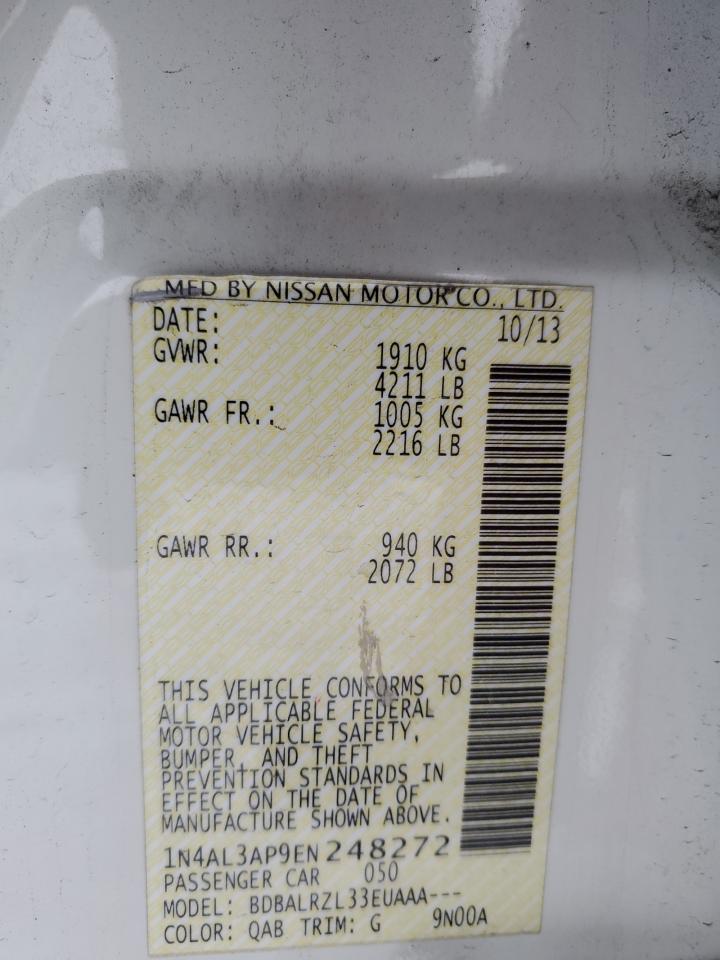 MFD BY NISSAN MOTOR CO., LTD.
DATE: 10/13
GVWR: 1910 KG
4211 LB
GAWR FR.: 1005 KG
2216 LB
GAWR RR.: 940 KG
2072 LB
THIS VEHICLE CONFORMS TO
ALL APPLICABLE FEDERAL
MOTOR VEHICLE SAFETY,
BUMPER, AND THEFT
PREVENTION STANDARDS IN
EFFECT ON THE DATE OF
MANUFACTURE SHOWN ABOVE.
1N4AL3AP9EN 248272
PASSENGER CAR 050
MODEL: BDBALRZL33EUAAA---
COLOR: QAB TRIM: G 9N00A